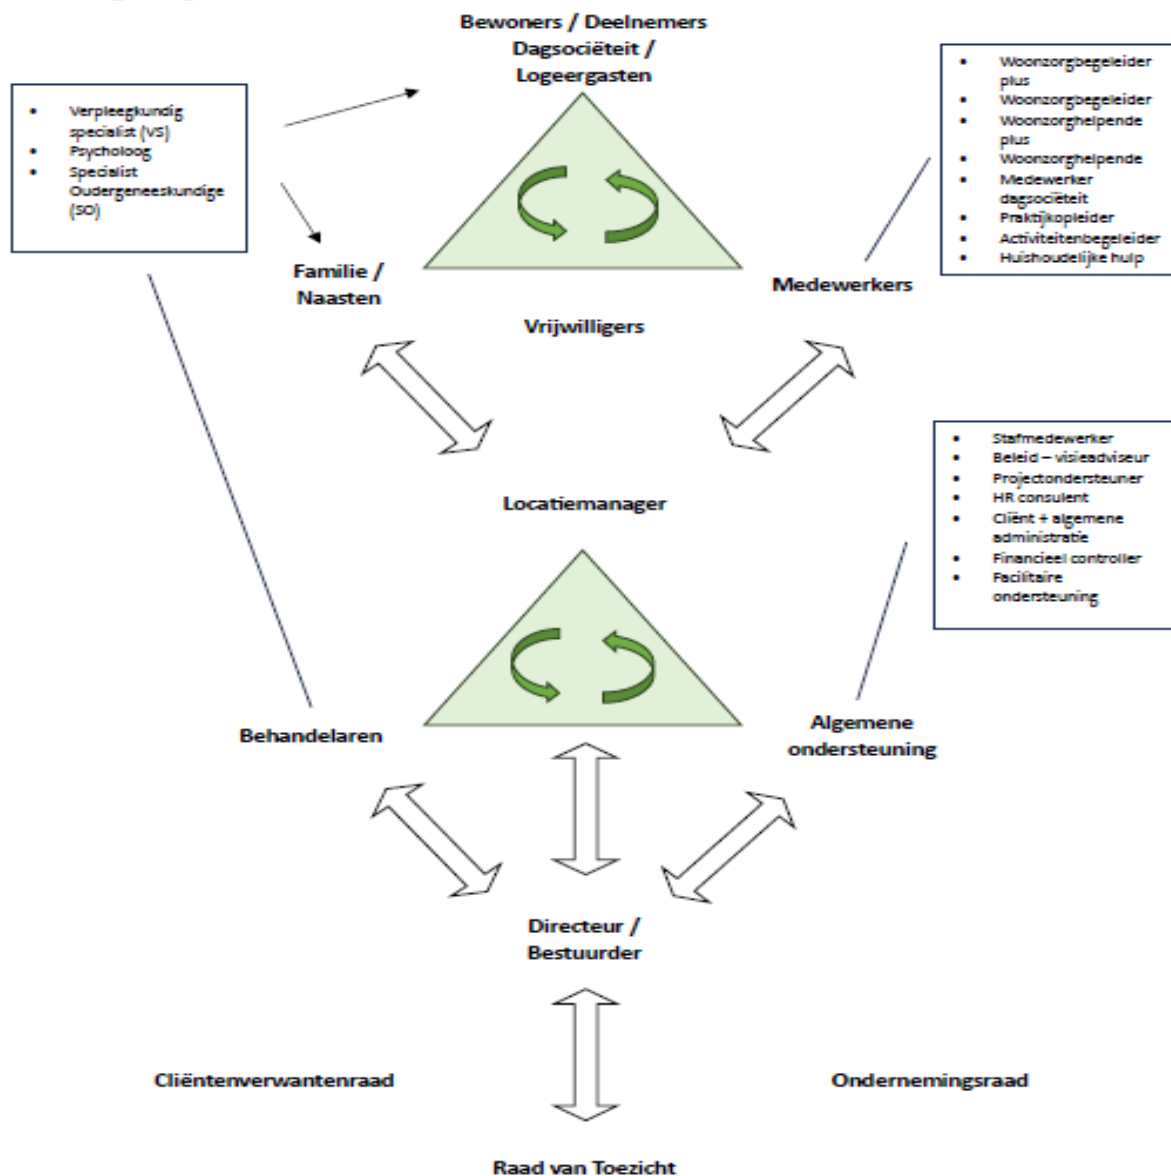 Bewoners / Deelnemers
Dagsociëteit /
Logeergasten
• Verpleegkundig
specialist (VS)
• Psycholoog
• Specialist
Oudergeneeskundige
(SO)
• Woonzorgbegeleider
plus
• Woonzorgbegeleider
• Woonzorghelpende
plus
• Woonzorghelpende
• Medewerker
dagsociëteit
• Praktijkopleider
• Activiteitenbegeleider
• Huishoudelijke hulp
Familie /
Naasten
Medewerkers
Vrijwilligers
• Stafmedewerker
• Beleid – visieadviseur
• Projectondersteuner
• HR consulent
• Cliënt + algemene
administratie
• Financieel controller
• Facilitaire
ondersteuning
Locatiemanager
Behandelaren
Algemene
ondersteuning
Directeur /
Bestuurder
Cliëntenverwantenraad
Ondernemingsraad
Raad van Toezicht